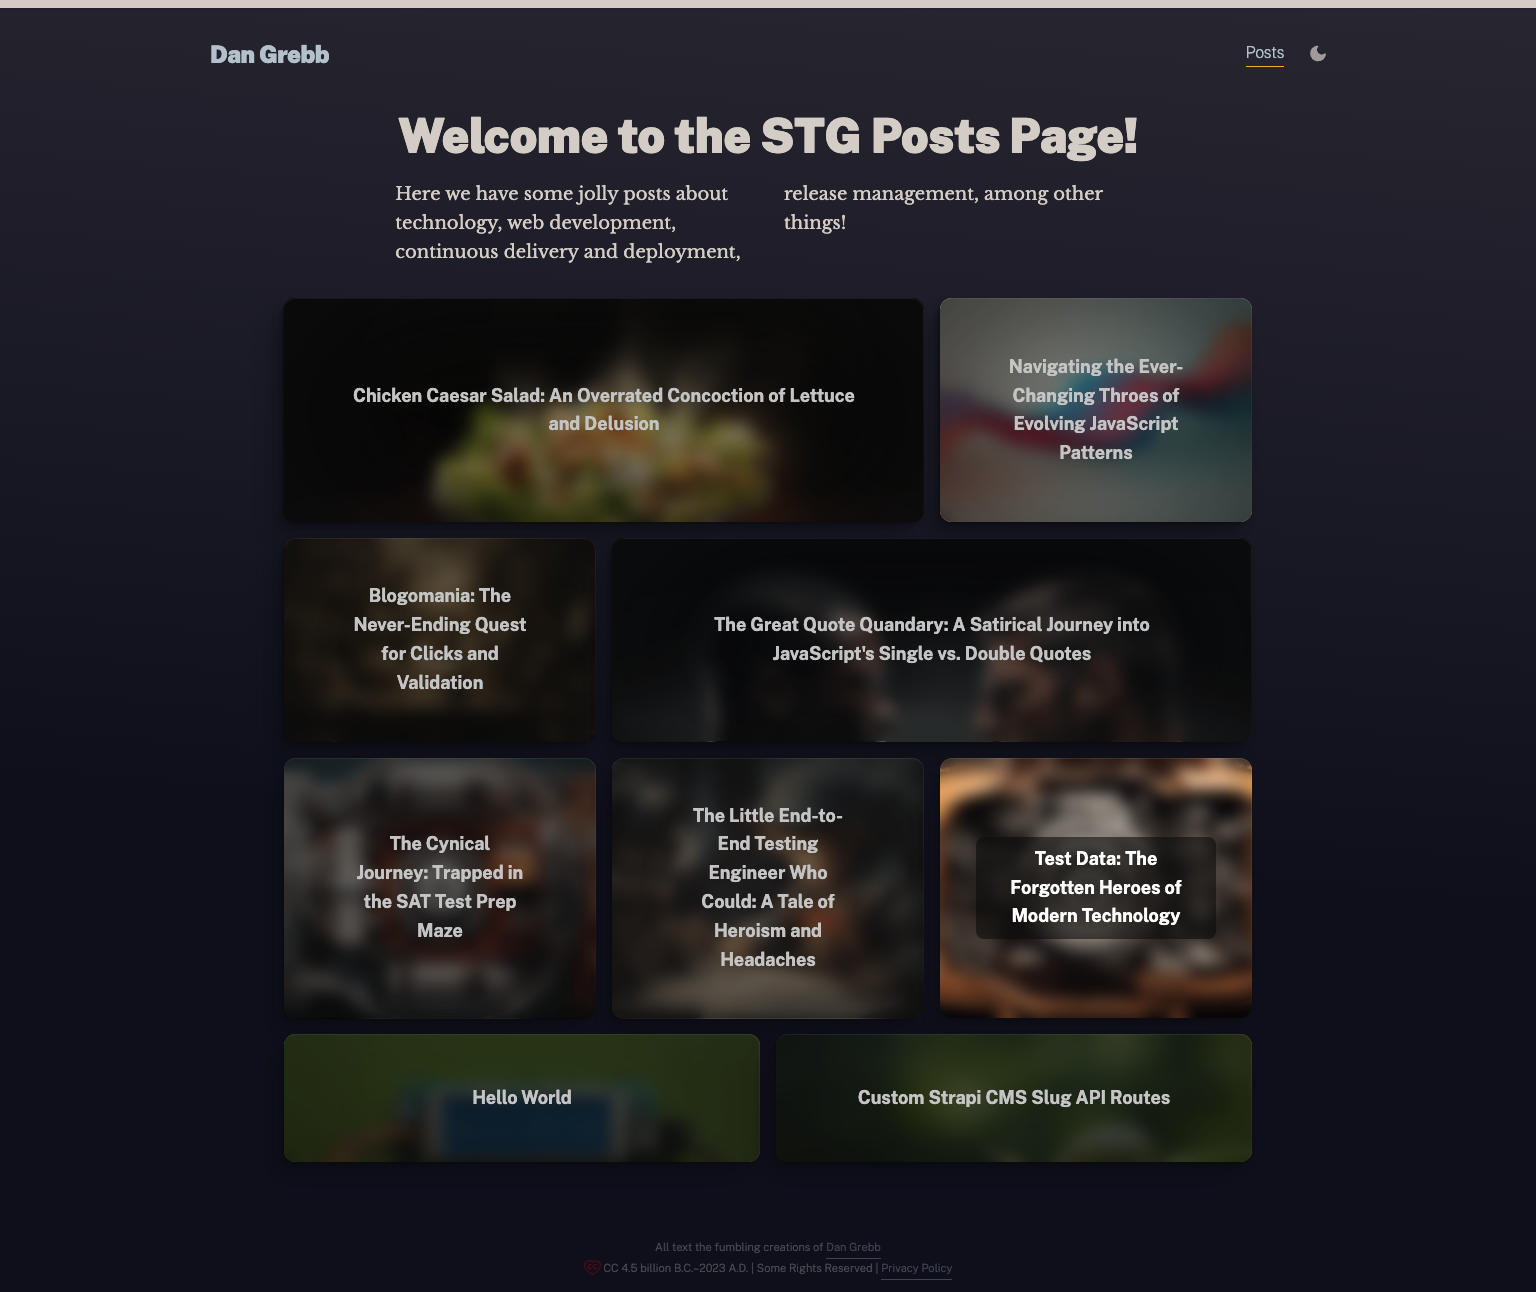 Dan Grebb
Posts
Welcome to the STG Posts Page!
Here we have some jolly posts about
technology, web development,
continuous delivery and deployment,
release management, among other
things!
Chicken Caesar Salad: An Overrated Concoction of Lettuce
and Delusion
Navigating the Ever-
Changing Throes of
Evolving JavaScript
Patterns
Blogomania: The
Never-Ending Quest
for Clicks and
Validation
The Great Quote Quandary: A Satirical Journey into
JavaScript's Single vs. Double Quotes
The Cynical
Journey: Trapped in
the SAT Test Prep
Maze
The Little End-to-
End Testing
Engineer Who
Could: A Tale of
Heroism and
Headaches
Test Data: The
Forgotten Heroes of
Modern Technology
Hello World
Custom Strapi CMS Slug API Routes
All text the fumbling creations of Dan Grebb
CC 4.5 billion B.C.–2023 A.D. | Some Rights Reserved | Privacy Policy